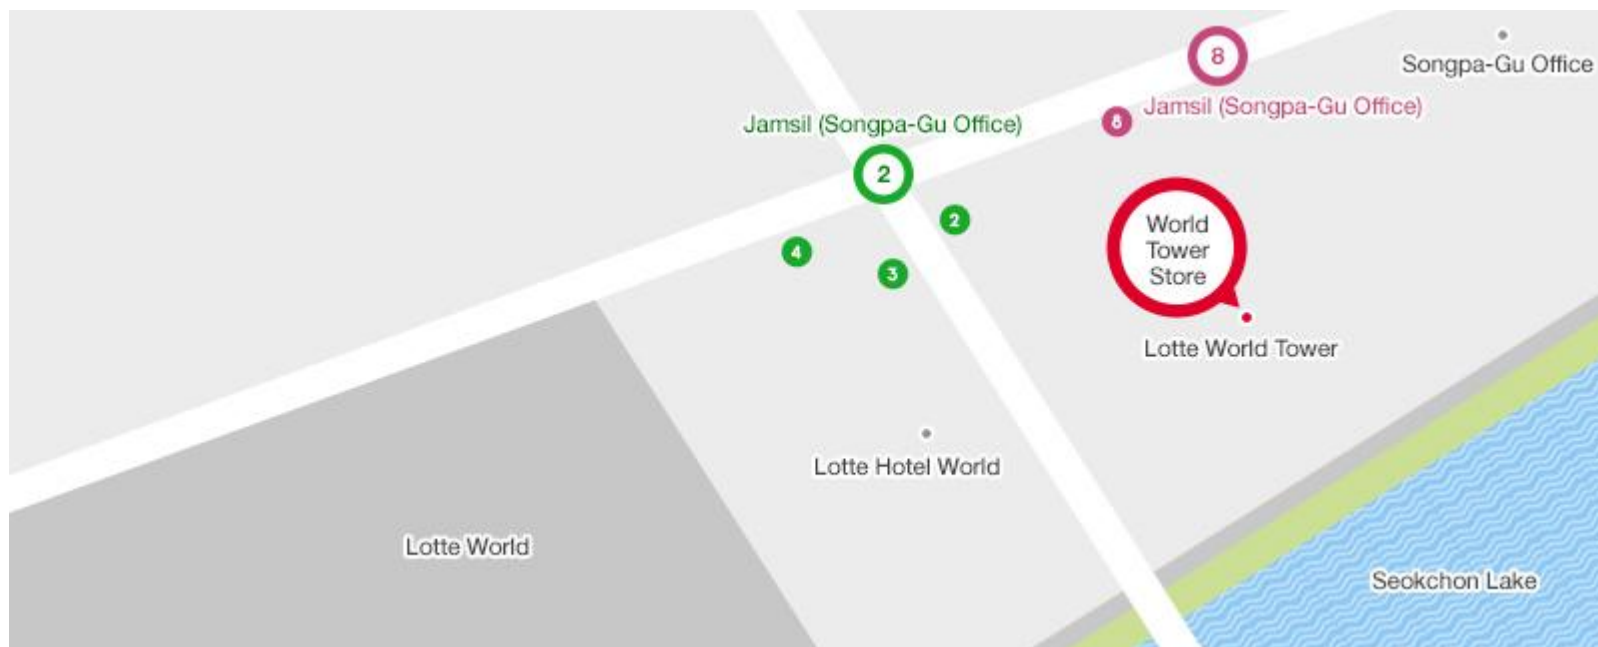 8
Songpa-Gu Office
Jamsil (Songpa-Gu Office)
8
Jamsil (Songpa-Gu Office)
2
2
4
3
World
Tower
Store
Lotte World Tower
Lotte Hotel World
Lotte World
Seokchon Lake